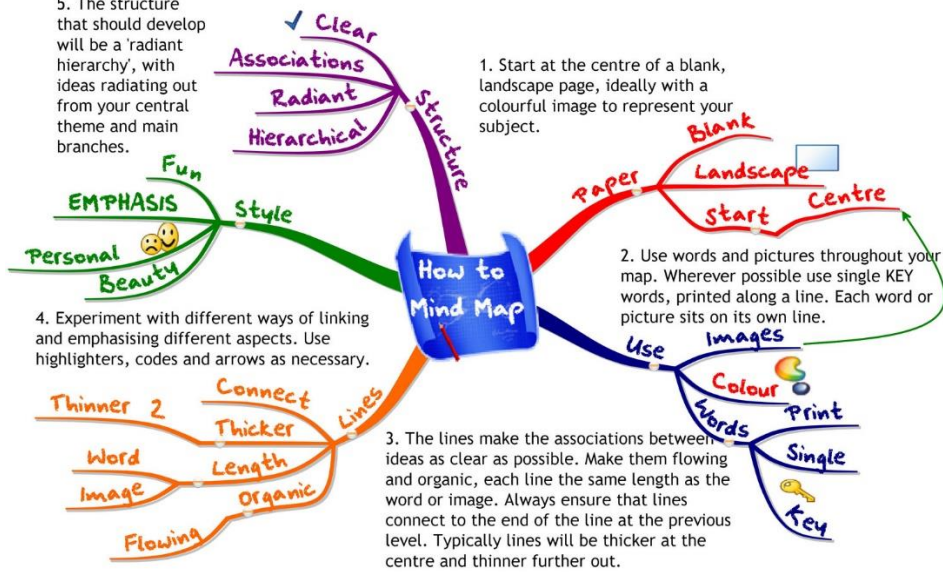 5. The structure
that should develop
will be a 'radiant
hierarchy', with
ideas radiating out
from your central
theme and main
branches.
Clear
Associations
Radiant
Hierarchical
Structure
1. Start at the centre of a blank,
landscape page, ideally with a
colourful image to represent your
subject.
Paper
Blank
Landscape
Start
Centre
Fun
EMPHASIS
Personal
Beauty
Style
How to
Mind Map
2. Use words and pictures throughout your
map. Wherever possible use single KEY
words, printed along a line. Each word or
picture sits on its own line.
Use
Images
Colour
Words
Print
Single
Key
4. Experiment with different ways of linking
and emphasising different aspects. Use
highlighters, codes and arrows as necessary.
Lines
Connect
Thinner 2
Thicker
Length
Word
Image
Organic
Flowing
3. The lines make the associations between
ideas as clear as possible. Make them flowing
and organic, each line the same length as the
word or image. Always ensure that lines
connect to the end of the line at the previous
level. Typically lines will be thicker at the
centre and thinner further out.